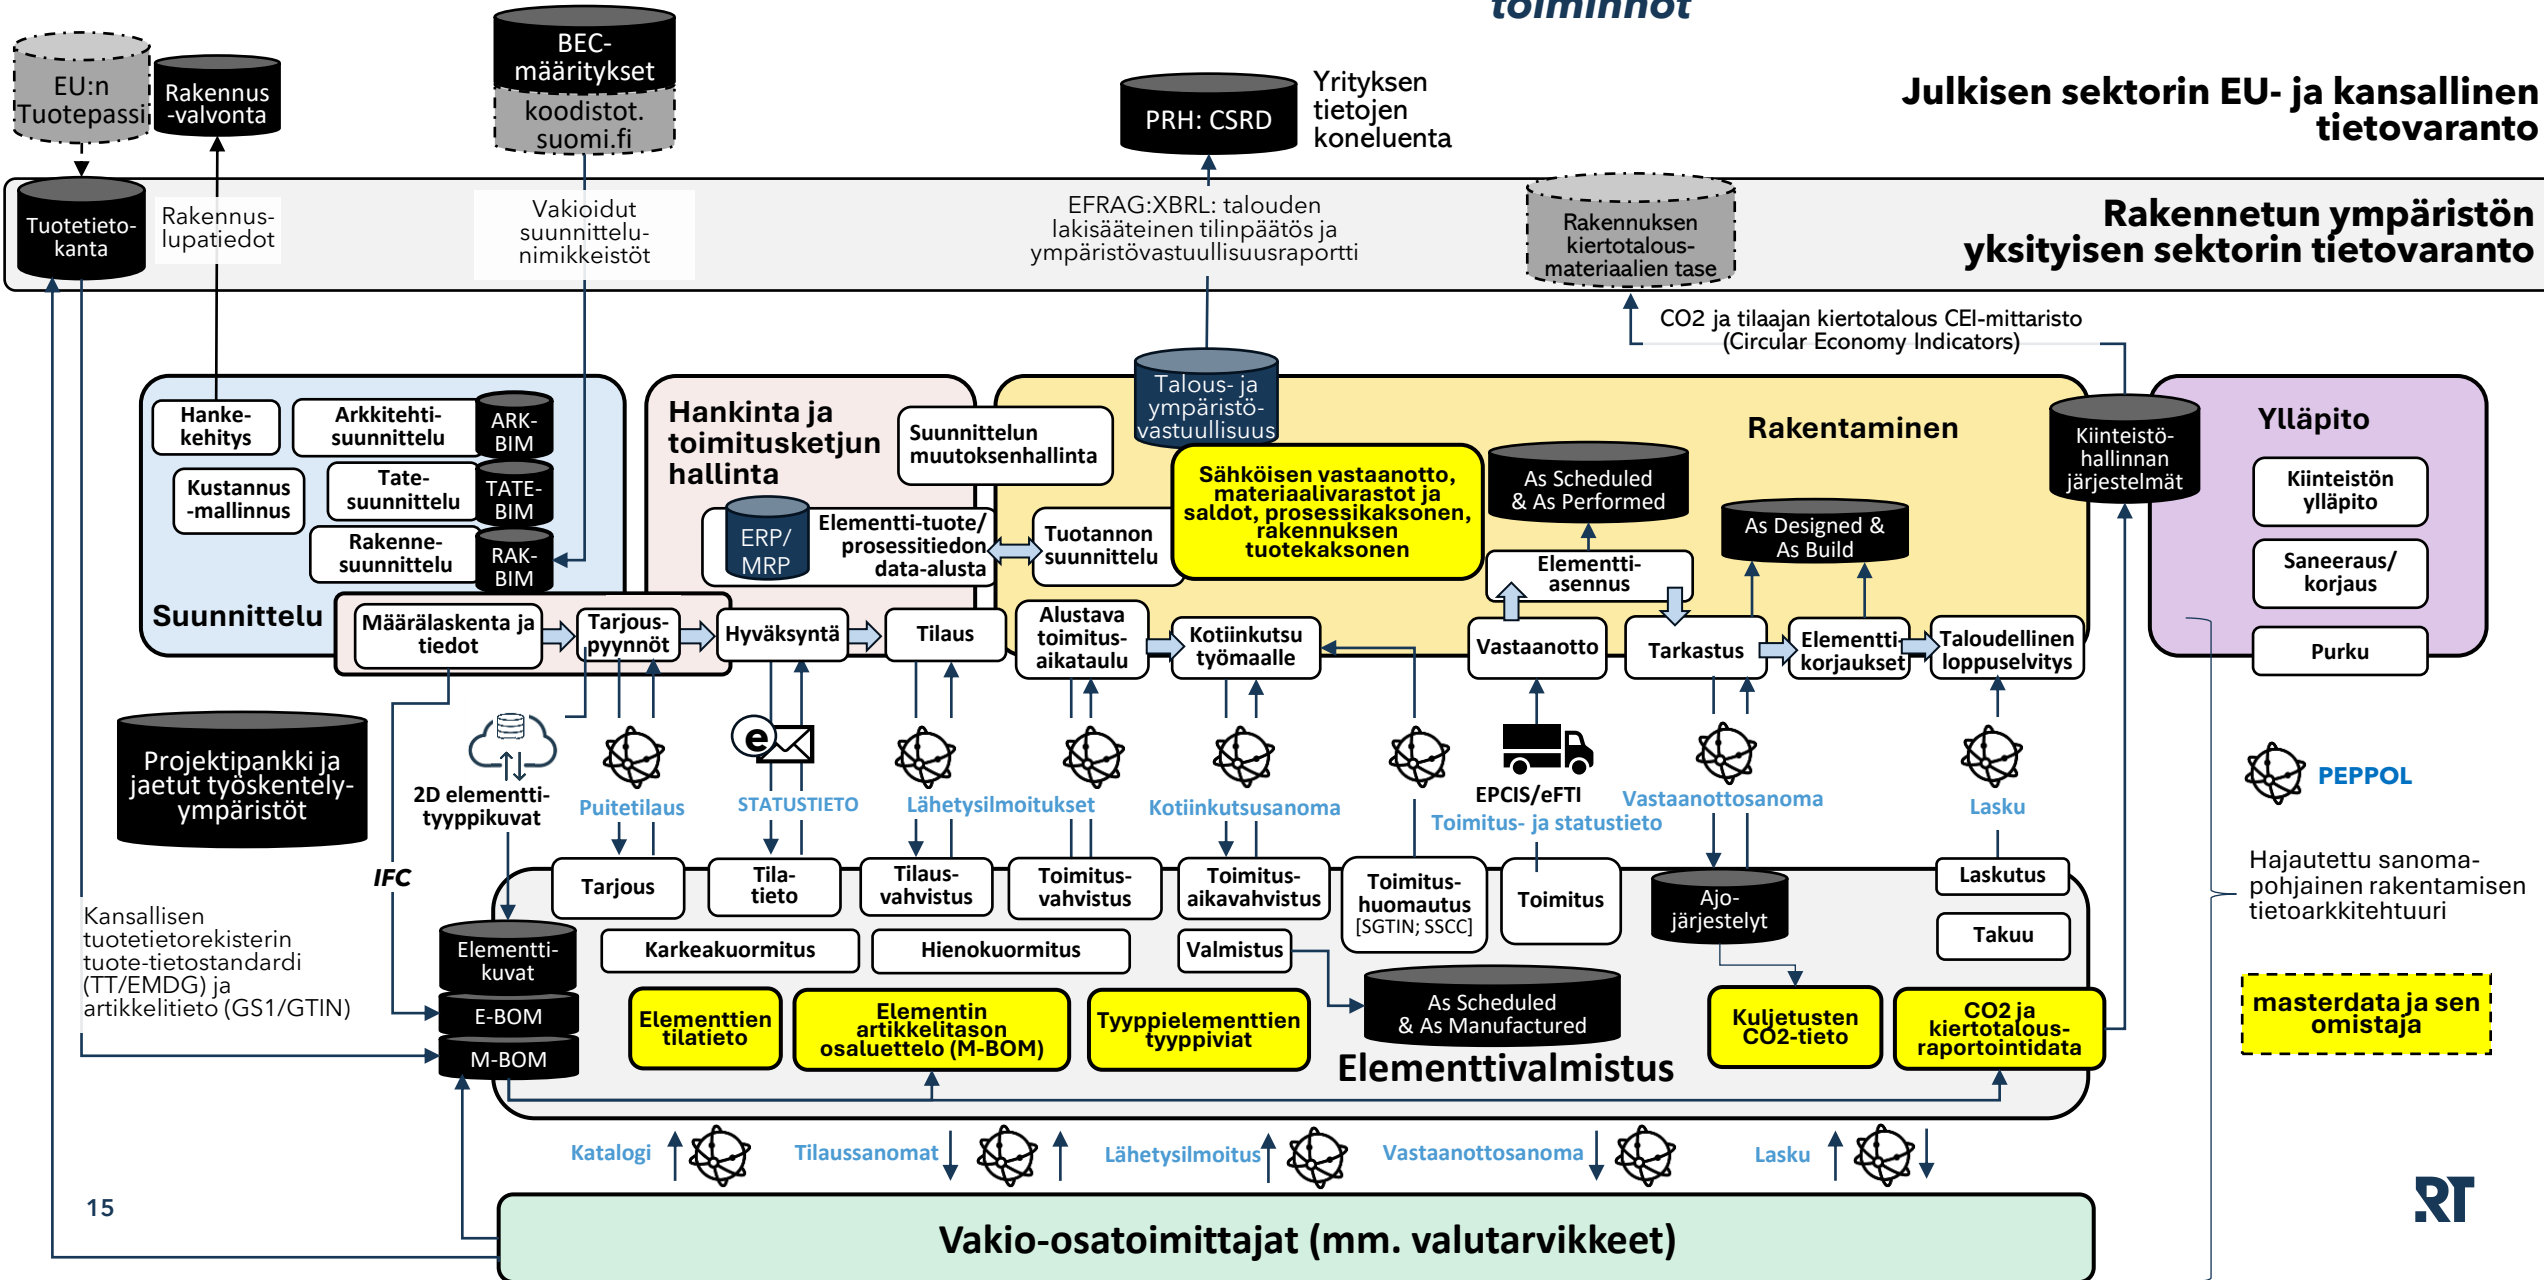 toiminnot
EU:n
Tuotepassi
Rakennus
-valvonta
BEC-
määritykset
koodistot.
suomi.fi
PRH: CSRD
Yrityksen
tietojen
koneluenta
Julkisen sektorin EU- ja kansallinen
tietovaranto
Tuotetieto-
kanta
Rakennus-
lupatiedot
Vakioidut
suunnittelu-
nimikkeistöt
EFRAG:XBRL: talouden
lakisääteinen tilinpäätös ja
ympäristövastuullisuusraportti
Rakennuksen
kiertotalous-
materiaalien tase
Rakennetun ympäristön
yksityisen sektorin tietovaranto
CO2 ja tilaajan kiertotalous CEI-mittaristo
(Circular Economy Indicators)
Hanke-
kehitys
Arkkitehti-
suunnittelu
ARK-
BIM
Kustannus
-mallinnus
Tate-
suunnittelu
TATE-
BIM
Rakenne-
suunnittelu
RAK-
BIM
Suunnittelu
Hankinta ja
toimitusketjun
hallinta
Suunnittelun
muutoksenhallinta
ERP/
MRP
Elementti-tuote/
prosessitiedon
data-alusta
Tuotannon
suunnittelu
Talous- ja
ympäristö-
vastuullisuus
Sähköisen vastaanotto,
materiaalivarastot ja
saldot, prosessikaksonen,
rakennuksen
tuotekaksonen
As Scheduled
& As Performed
Rakentaminen
As Designed &
As Build
Elementti-
asennus
Kiinteistö-
hallinnan
järjestelmät
Ylläpito
Kiinteistön
ylläpito
Saneeraus/
korjaus
Purku
Määrälaskenta ja
tiedot
Tarjous-
pyynnöt
Hyväksyntä
Tilaus
Alustava
toimitus-
aikataulu
Kotiinkutsu
työmaalle
Vastaanotto
Tarkastus
Elementti
korjaukset
Taloudellinen
loppuselvitys
Projektipankki ja
jaetut työskentely-
ympäristöt
2D elementti-
tyyppikuvat
Puitetilaus
e
STATUSTIETO
Lähetysilmoitukset
Kotiinkutsusanoma
EPCIS/eFTI
Toimitus- ja statustieto
Vastaanottosanoma
Lasku
PEPPOL
IFC
Hajautettu sanoma-
pohjainen rakentamisen
tietoarkkitehtuuri
Kansallisen
tuotetietorekisterin
tuote-tietostandardi
(TT/EMDG) ja
artikkelitieto (GS1/GTIN)
Tarjous
Tila-
tieto
Tilaus-
vahvistus
Toimitus-
vahvistus
Toimitus-
aikavahvistus
Toimitus-
huomautus
[SGTIN; SSCC]
Toimitus
Ajo-
järjestelyt
Laskutus
Takuu
Elementti-
kuvat
E-BOM
M-BOM
Karkeakuormitus
Hienokuormitus
Valmistus
As Scheduled
& As Manufactured
Elementtien
tilatieto
Elementin
artikkelitason
osaluettelo (M-BOM)
Tyyppielementtien
tyyppiviat
Kuljetusten
CO2-tieto
CO2 ja
kiertotalous-
raportointidata
masterdata ja sen
omistaja
Elementtivalmistus
Katalogi
Tilaussanomat
Lähetysilmoitus
Vastaanottosanoma
Lasku
15
Vakio-osatoimittajat (mm. valutarvikkeet)
RT